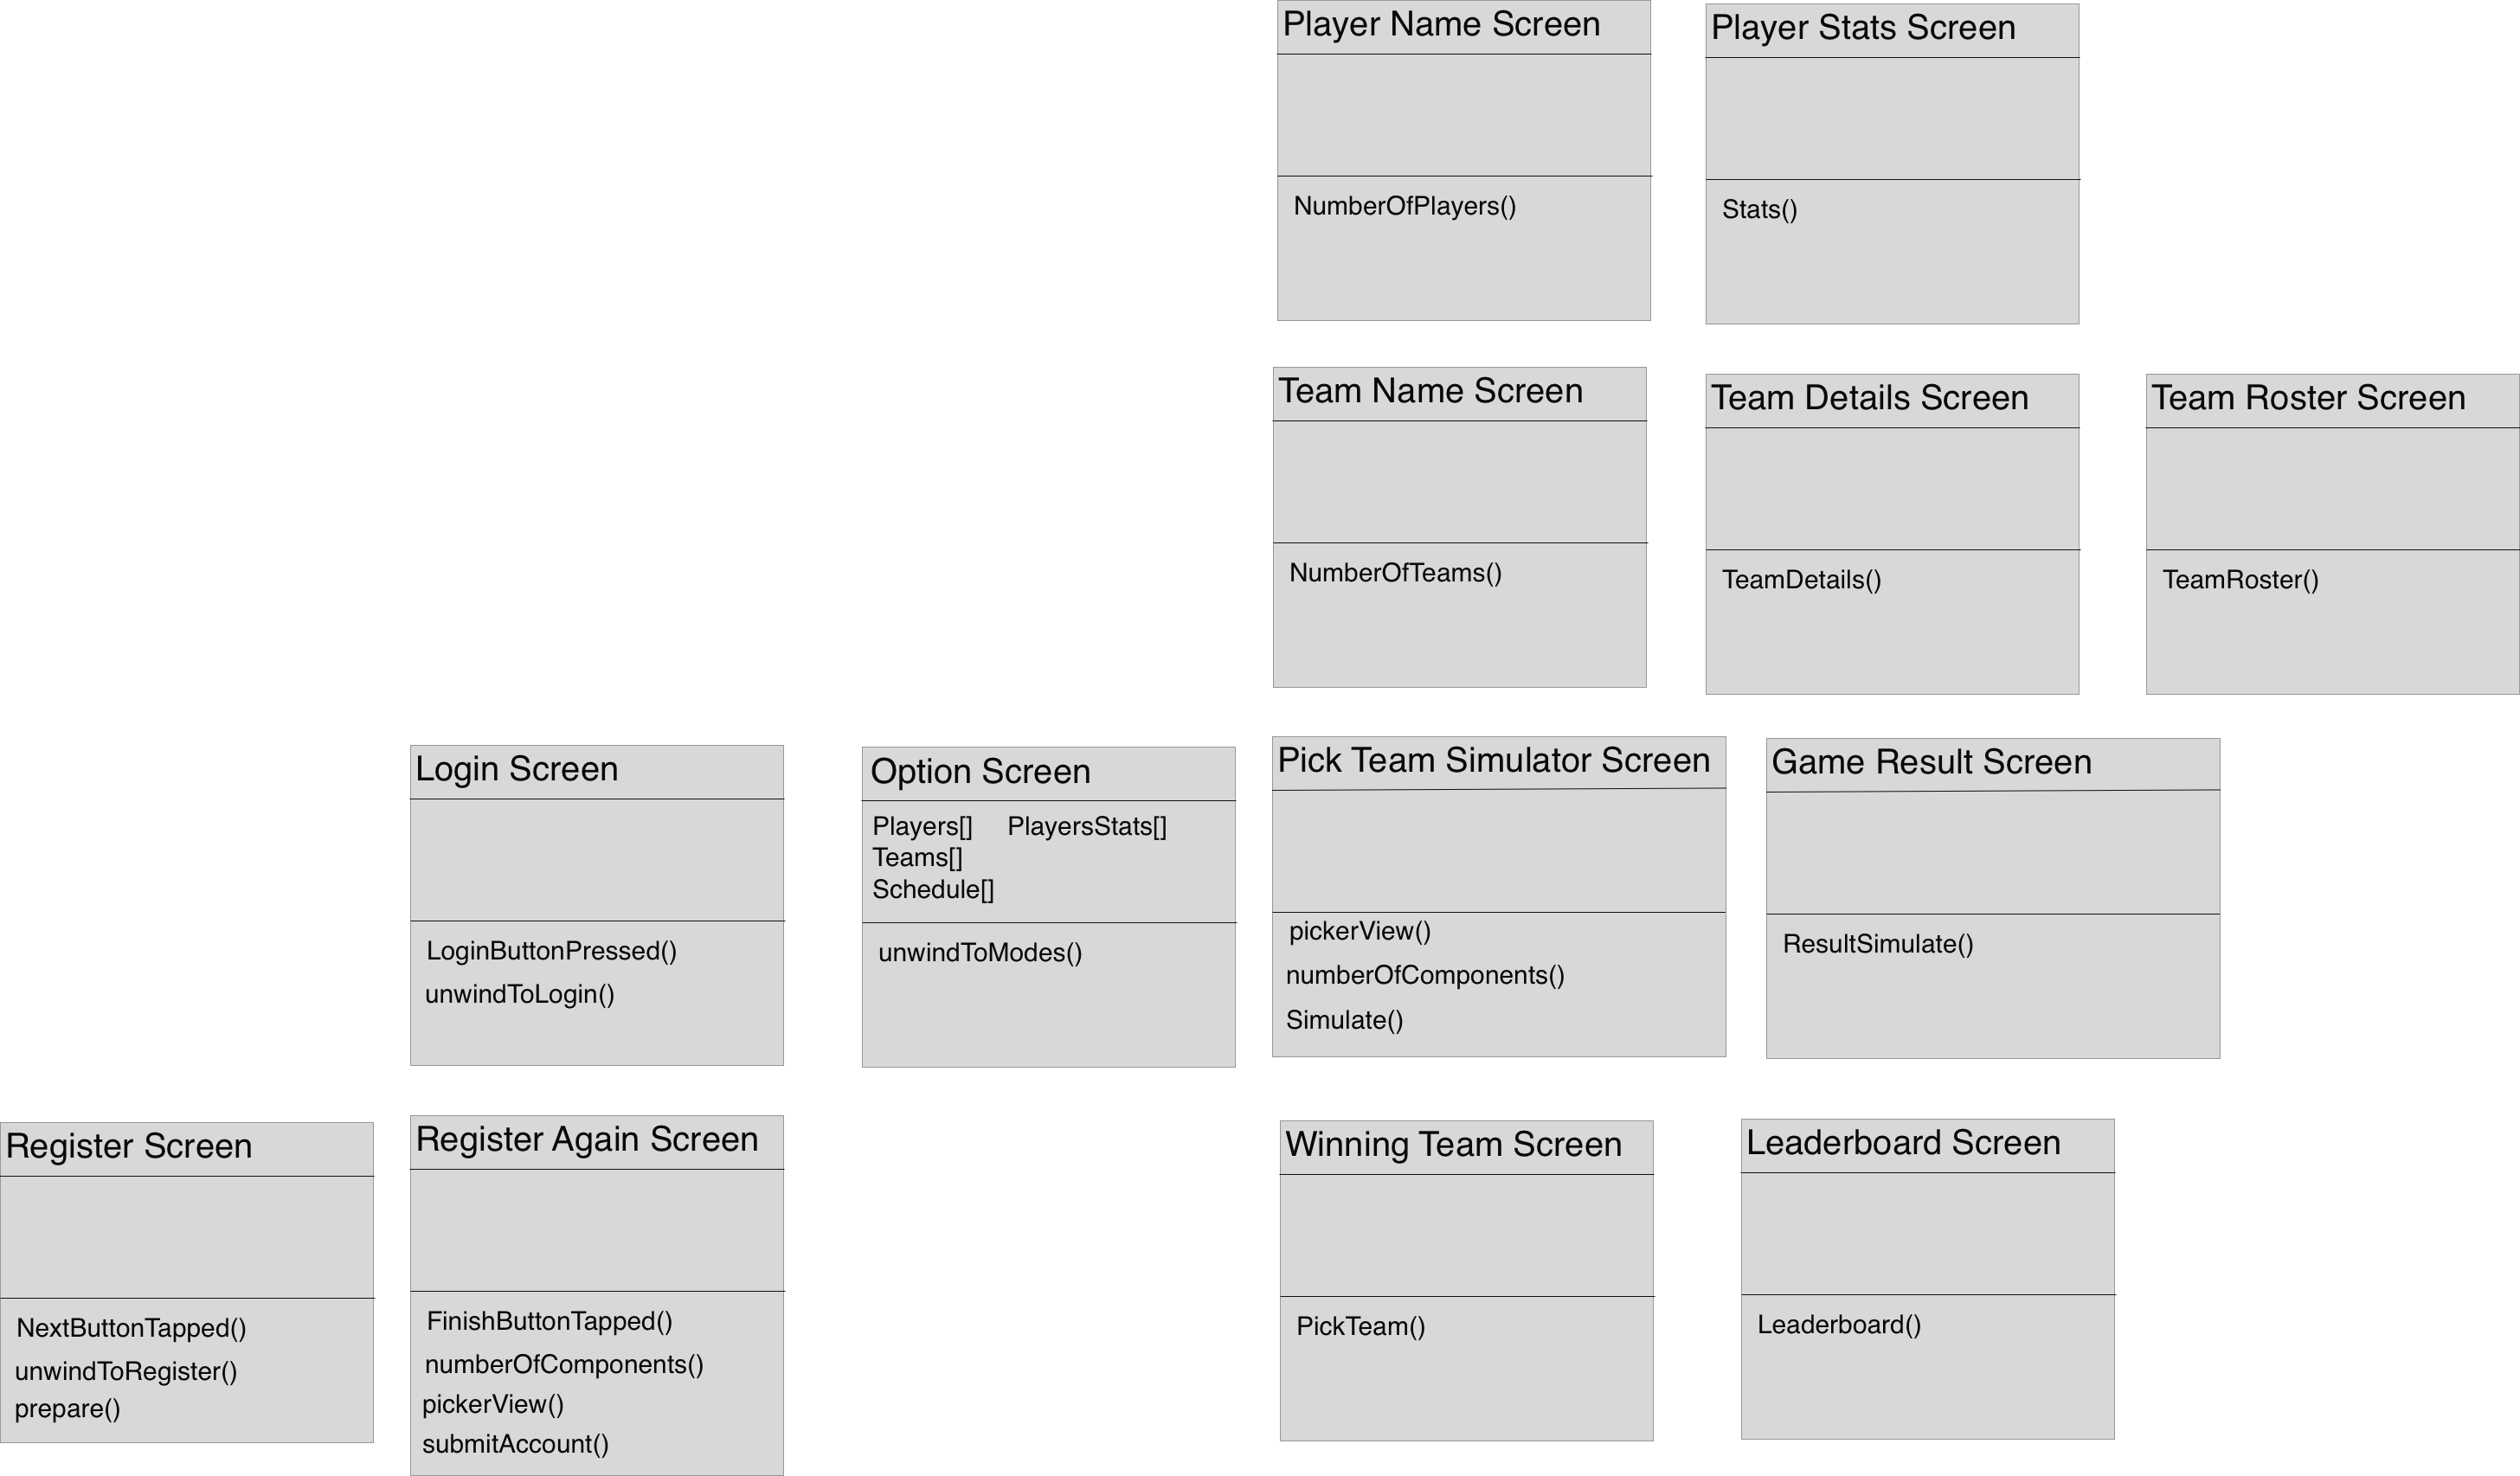 Player Name Screen
NumberOfPlayers()
Player Stats Screen
Stats()
Team Name Screen
NumberOfTeams()
Team Details Screen
TeamDetails()
Team Roster Screen
TeamRoster()
Login Screen
LoginButtonPressed()
unwindToLogin()
Option Screen
Players[] PlayersStats[]
Teams[]
Schedule[]
unwindToModes()
Pick Team Simulator Screen
pickerView()
numberOfComponents()
Simulate()
Game Result Screen
ResultSimulate()
Register Screen
NextButtonTapped()
unwindToRegister()
prepare()
Register Again Screen
FinishButtonTapped()
numberOfComponents()
pickerView()
submitAccount()
Winning Team Screen
PickTeam()
Leaderboard Screen
Leaderboard()